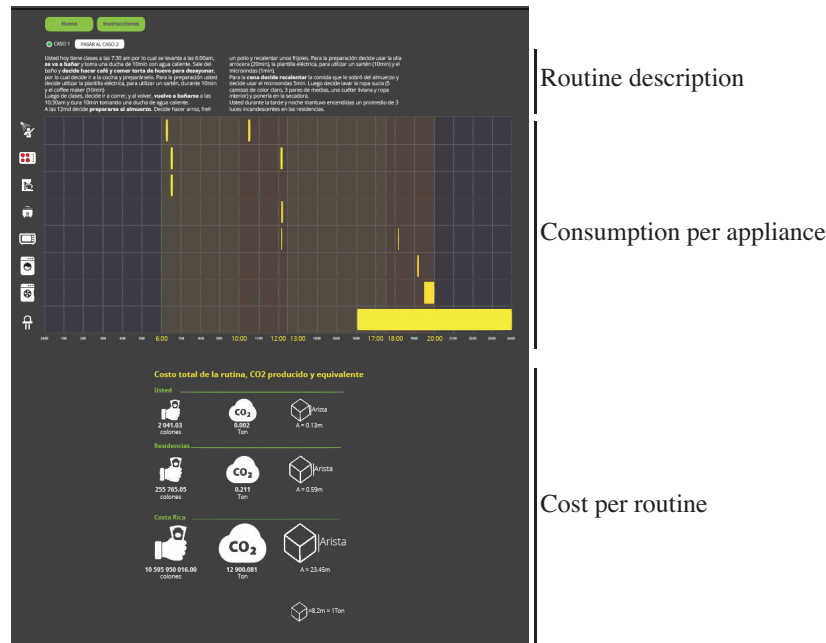 Home Instrucciones
CASO 1 PASAR AL CASO 2
Usted hoy tiene clases a las 7:30 am por lo cual se levanta a las 6:00am,
se va a bañar y toma una ducha de 10min con agua caliente. Sale del
baño y decide hacer café y comer torta de huevo para desayunar,
por lo cual decide ir a la cocina y preparárselo. Para la preparación usted
decide utilizar la plantilla eléctrica, para utilizar un sartén, durante 10min
y el coffee maker (10min)
Luego de clases, decide ir a correr, y al volver, vuelve a bañarse a las
10:30am y dura 10min tomando una ducha de agua caliente.
A las 12md decide prepararse el almuerzo. Decide hacer arroz, freír
un pollo y recalentar unos frijoles. Para la preparación decide usar la olla
arrocera (20min), la plantilla eléctrica, para utilizar un sartén (10min) y el
microondas (1min).
Para la cena decide recalentar la comida que le sobró del almuerzo y
decide usar el microondas 5min. Luego decide lavar la ropa sucia (5
camisas de color claro, 3 pares de medias, una suéter liviana y ropa
interior) y ponerla en la secadora.
Usted durante la tarde y noche mantuvo encendidas un promedio de 3
luces incandescentes en las residencias.
Routine description
Consumption per appliance
6:00 10:00 12:00 13:00 17:00 18:00 20:00
Costo total de la rutina, CO2 producido y equivalente
Usted
CO2
Arista
2 041.03
colones
0.002
Ton
A = 0.13m
Residencias
CO2
Arista
255 765.05
colones
0.211
Ton
A = 0.59m
Cost per routine
Costa Rica
CO2
Arista
10 595 950 016.00
colones
12 900.081
Ton
A = 23.45m
=8.2m = 1Ton